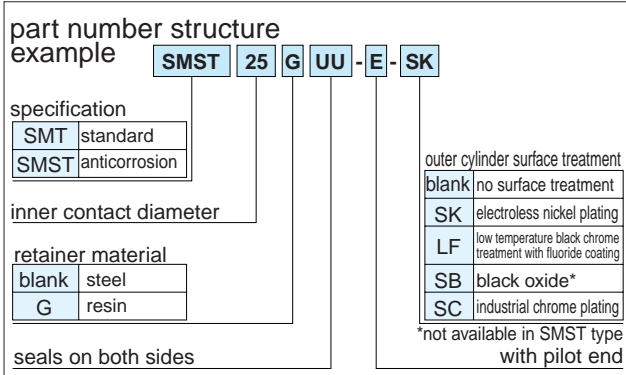 part number structure
example
SMST 25 G UU - E - SK
specification
SMT standard
SMST anticorrosion
inner contact diameter
retainer material
blank steel
G resin
seals on both sides
outer cylinder surface treatment
blank no surface treatment
SK electroless nickel plating
LF low temperature black chrome
treatment with fluoride coating
SB black oxide*
SC industrial chrome plating
*not available in SMST type
with pilot end